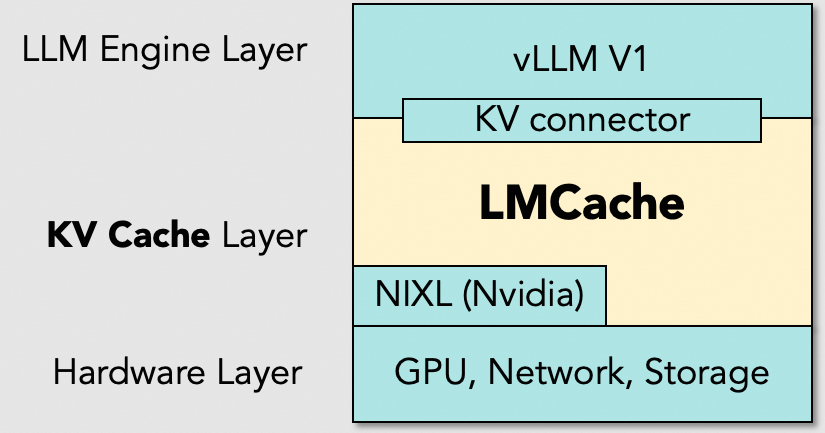 LLM Engine Layer
vLLM V1
KV connector
LMCache
KV Cache Layer
NIXL (Nvidia)
Hardware Layer
GPU, Network, Storage